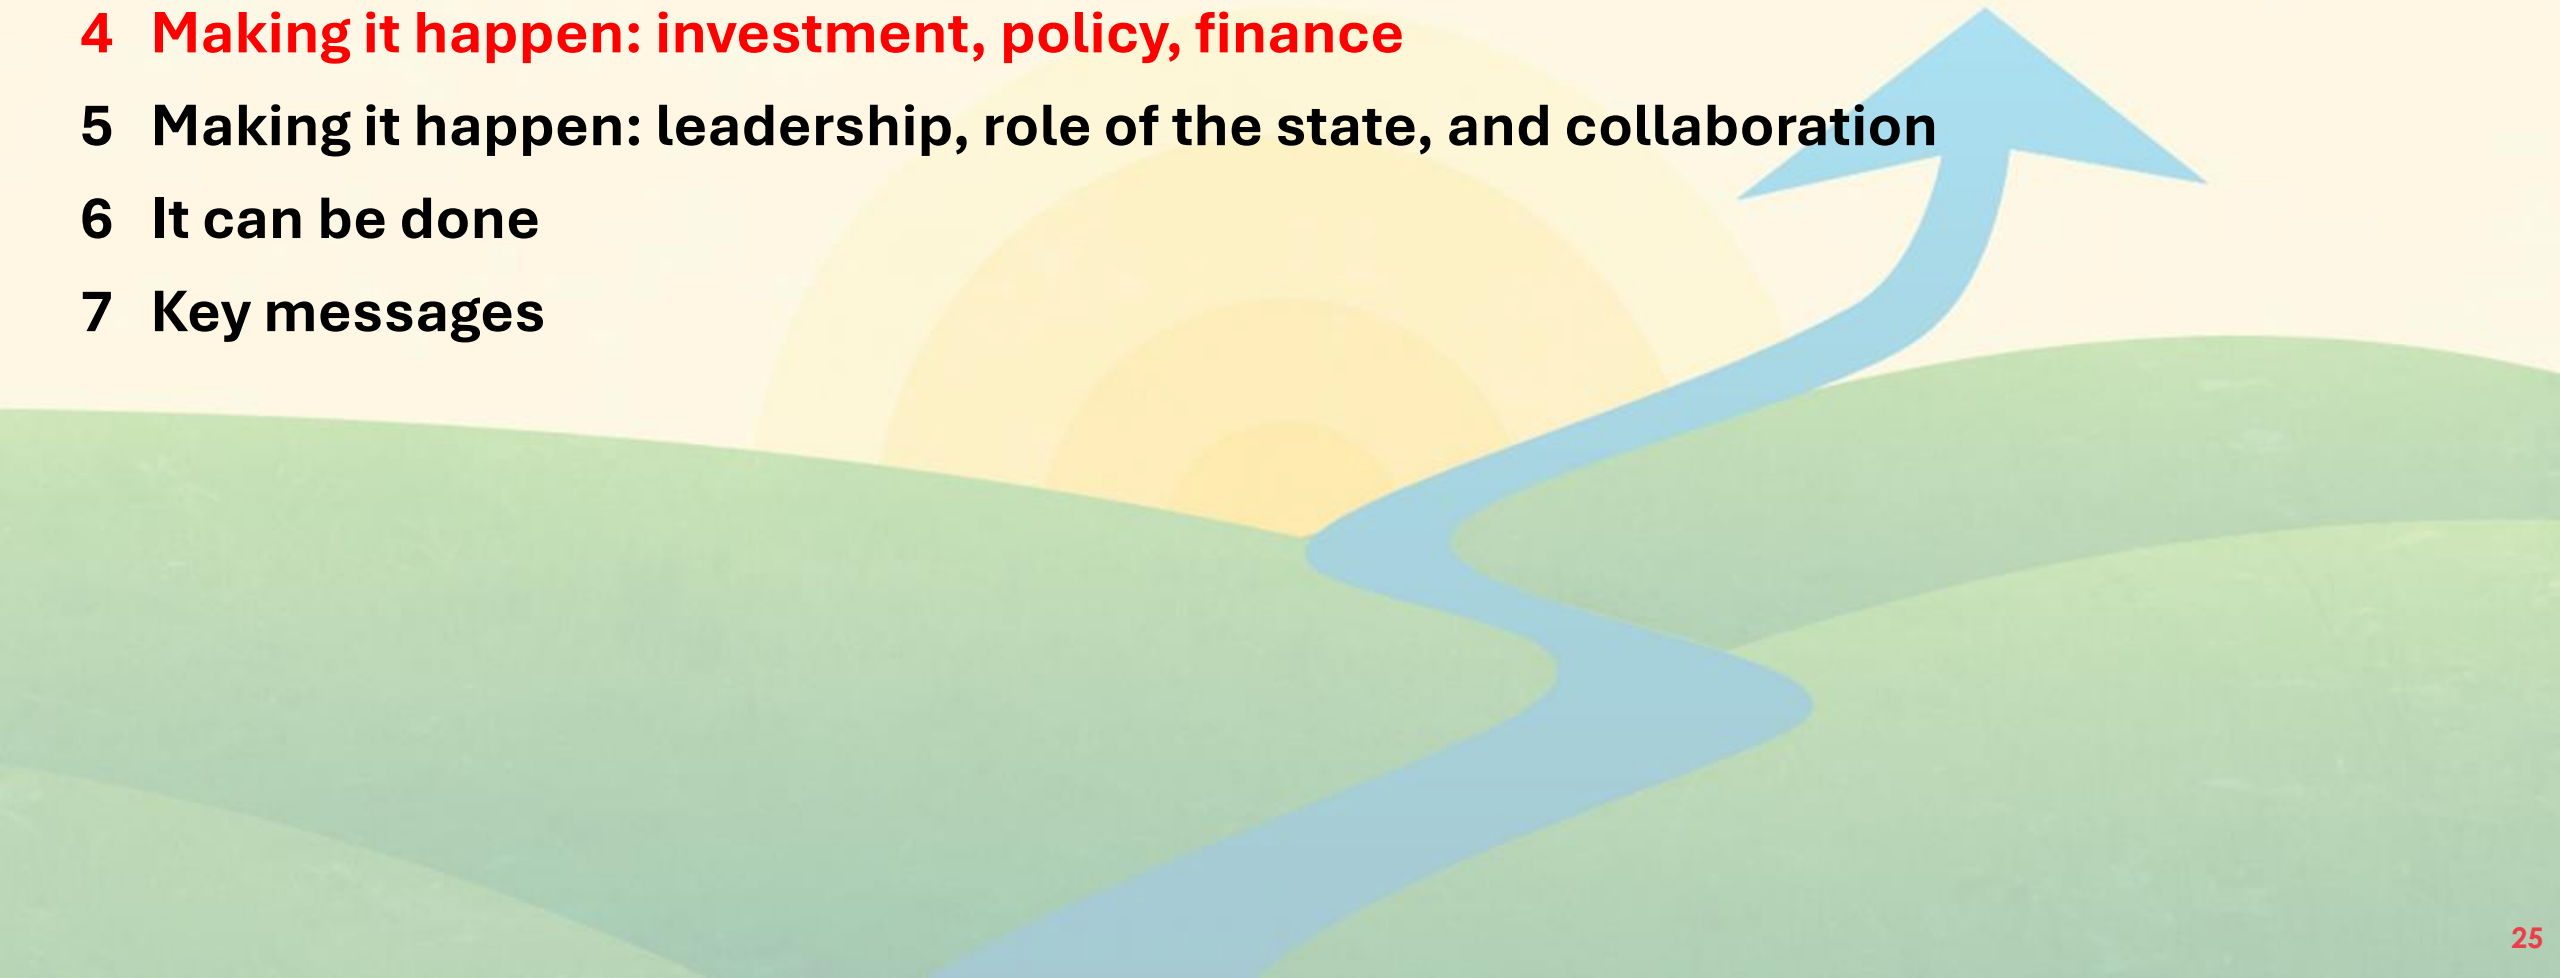 4 Making it happen: investment, policy, finance
5 Making it happen: leadership, role of the state, and collaboration
6 It can be done
7 Key messages
25